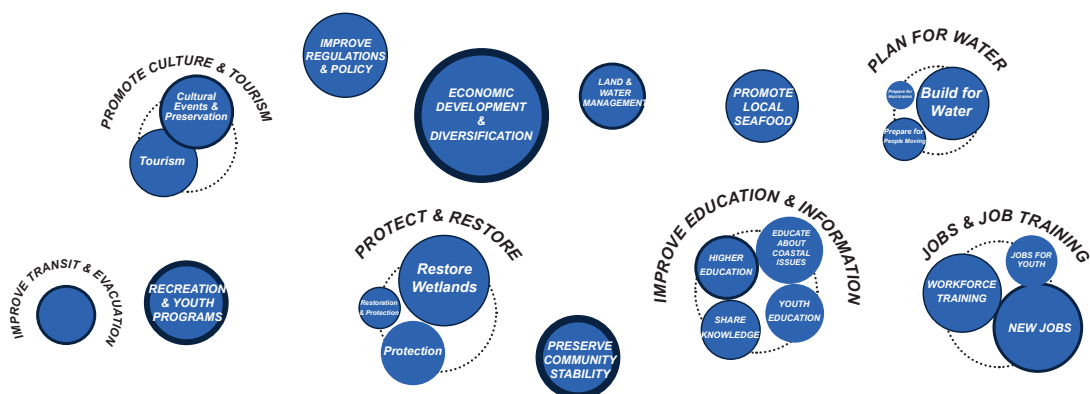 PROMOTE CULTURE & TOURISM
Cultural
Events &
Preservation
Tourism
IMPROVE
REGULATIONS
& POLICY
ECONOMIC
DEVELOPMENT
&
DIVERSIFICATION
LAND &
WATER
MANAGEMENT
PROMOTE
LOCAL
SEAFOOD
PLAN FOR WATER
Prepare for
Hurricanes
Build for
Water
Prepare for
People Moving
IMPROVE TRANSIT & EVACUATION
RECREATION
& YOUTH
PROGRAMS
PROTECT & RESTORE
Restore
Wetlands
Restoration
& Protection
Protection
PRESERVE
COMMUNITY
STABILITY
IMPROVE EDUCATION & INFORMATION
HIGHER
EDUCATION
EDUCATE
ABOUT
COASTAL
ISSUES
SHARE
KNOWLEDGE
YOUTH
EDUCATION
JOBS & JOB TRAINING
JOBS FOR
YOUTH
WORKFORCE
TRAINING
NEW JOBS